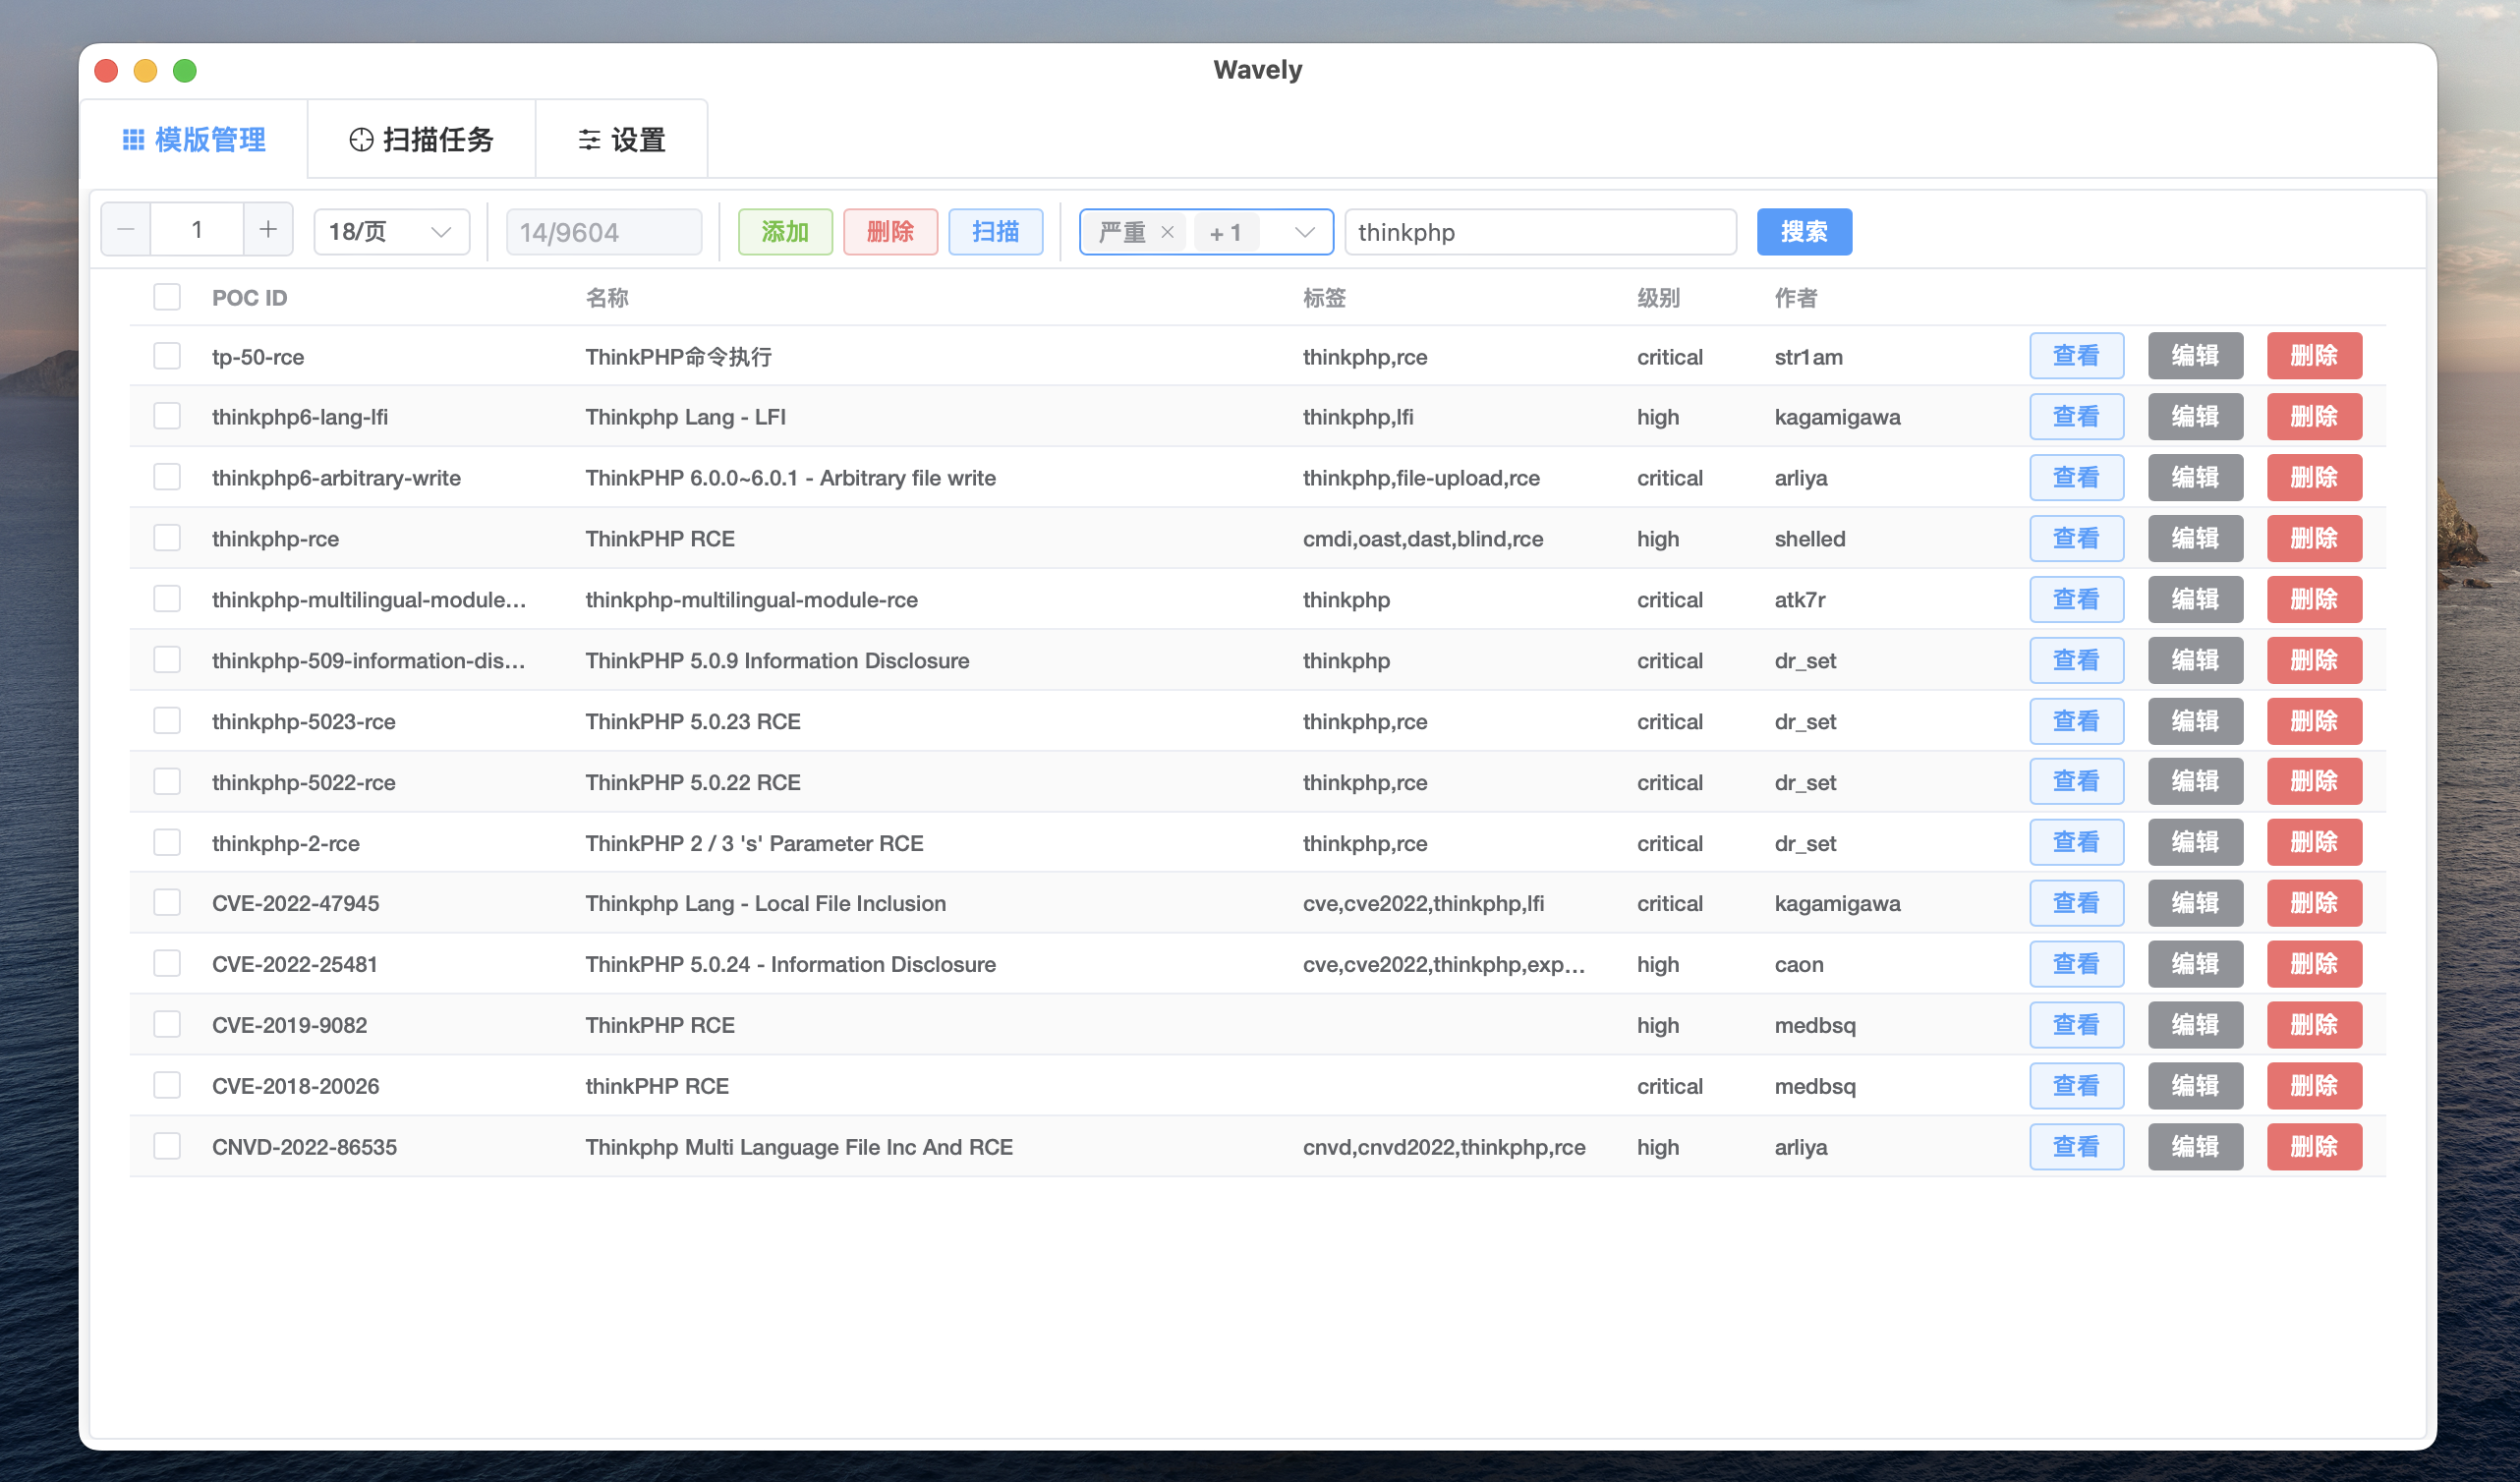 Wavely
模版管理 扫描任务 设置
1 18/页 14/9604 添加 删除 扫描 严重 + 1 thinkphp 搜索
POC ID 名称 标签 级别 作者
tp-50-rce ThinkPHP命令执行 thinkphp,rce critical str1am 查看 编辑 删除
thinkphp6-lang-lfi Thinkphp Lang - LFI thinkphp,lfi high kagamigawa 查看 编辑 删除
thinkphp6-arbitrary-write ThinkPHP 6.0.0~6.0.1 - Arbitrary file write thinkphp,file-upload,rce critical arliya 查看 编辑 删除
thinkphp-rce ThinkPHP RCE cmdi,oast,dast,blind,rce high shelled 查看 编辑 删除
thinkphp-multilingual-module... thinkphp-multilingual-module-rce thinkphp critical atk7r 查看 编辑 删除
thinkphp-509-information-dis... ThinkPHP 5.0.9 Information Disclosure thinkphp critical dr_set 查看 编辑 删除
thinkphp-5023-rce ThinkPHP 5.0.23 RCE thinkphp,rce critical dr_set 查看 编辑 删除
thinkphp-5022-rce ThinkPHP 5.0.22 RCE thinkphp,rce critical dr_set 查看 编辑 删除
thinkphp-2-rce ThinkPHP 2 / 3 's' Parameter RCE thinkphp,rce critical dr_set 查看 编辑 删除
CVE-2022-47945 Thinkphp Lang - Local File Inclusion cve,cve2022,thinkphp,lfi critical kagamigawa 查看 编辑 删除
CVE-2022-25481 ThinkPHP 5.0.24 - Information Disclosure cve,cve2022,thinkphp,exp... high caon 查看 编辑 删除
CVE-2019-9082 ThinkPHP RCE high medbsq 查看 编辑 删除
CVE-2018-20026 thinkPHP RCE critical medbsq 查看 编辑 删除
CNVD-2022-86535 Thinkphp Multi Language File Inc And RCE cnvd,cnvd2022,thinkphp,rce high arliya 查看 编辑 删除